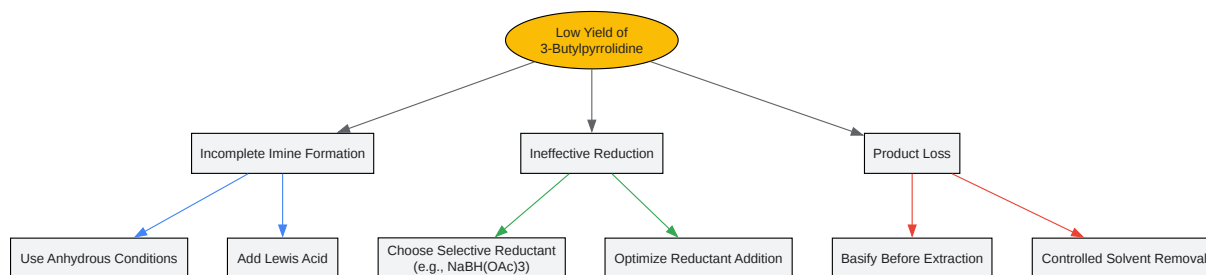 Low Yield of
3-Butylpyrrolidine
Incomplete Imine Formation
Ineffective Reduction
Product Loss
Use Anhydrous Conditions
Add Lewis Acid
Choose Selective Reductant
(e.g., NaBH(OAc)3)
Optimize Reductant Addition
Basify Before Extraction
Controlled Solvent Removal